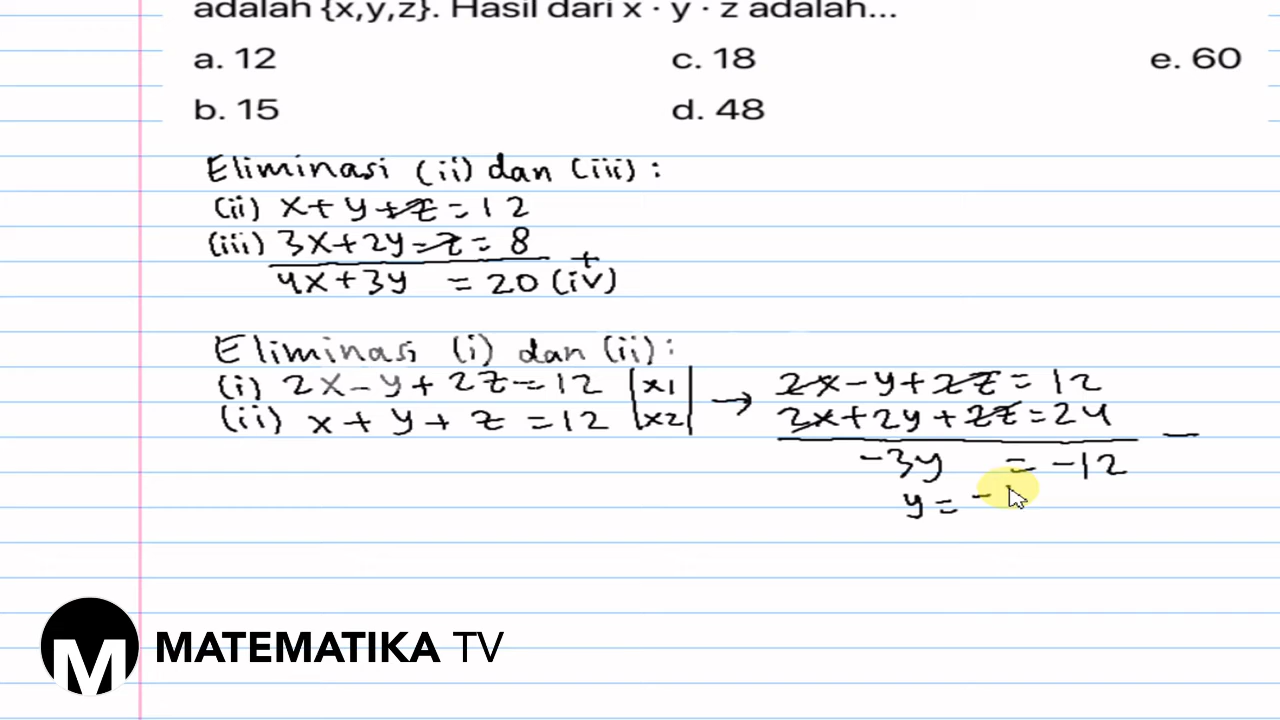 adalah {x,y,z}. Hasil dari x · y · z adalah...
a. 12 c. 18 e. 60
b. 15 d. 48
Eliminasi (ii) dan (iii) :
(ii) x + y + z = 12
(iii) 3x + 2y - z = 8
+
4x + 3y = 20 (iv)
Eliminasi (i) dan (ii) :
(i) 2x - y + 2z = 12 |x1| → 2x - y + 2z = 12
(ii) x + y + z = 12 |x2| 2x + 2y + 2z = 24
-
-3y = -12
y = -
MATEMATIKA TV